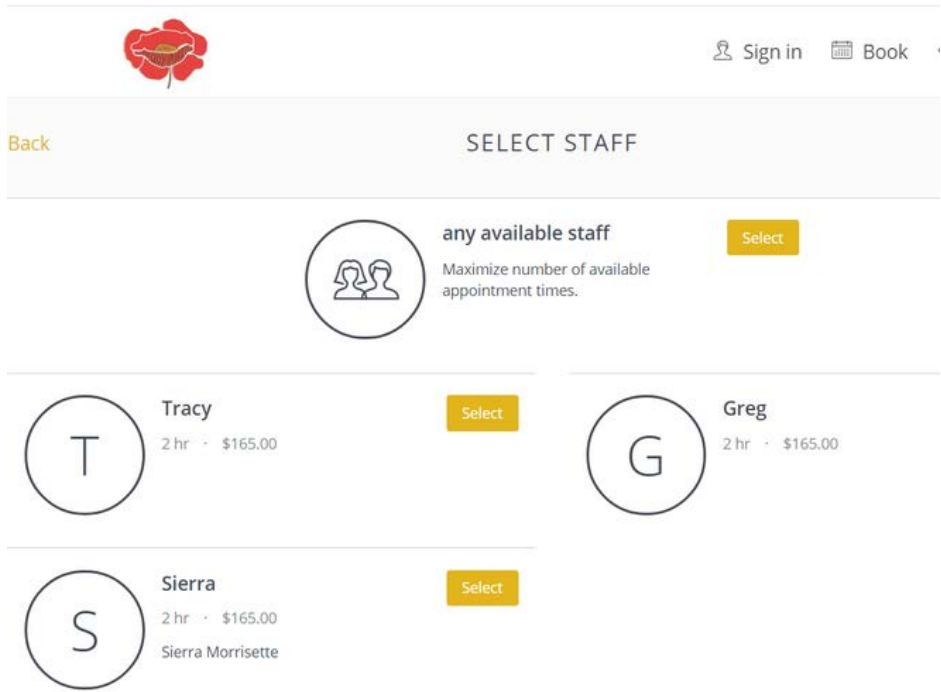 Sign in
Book
Back
SELECT STAFF
any available staff
Select
Maximize number of available
appointment times.
Tracy
Select
2 hr · $165.00
T
Greg
2 hr · $165.00
G
Sierra
Select
2 hr · $165.00
S
Sierra Morrisette